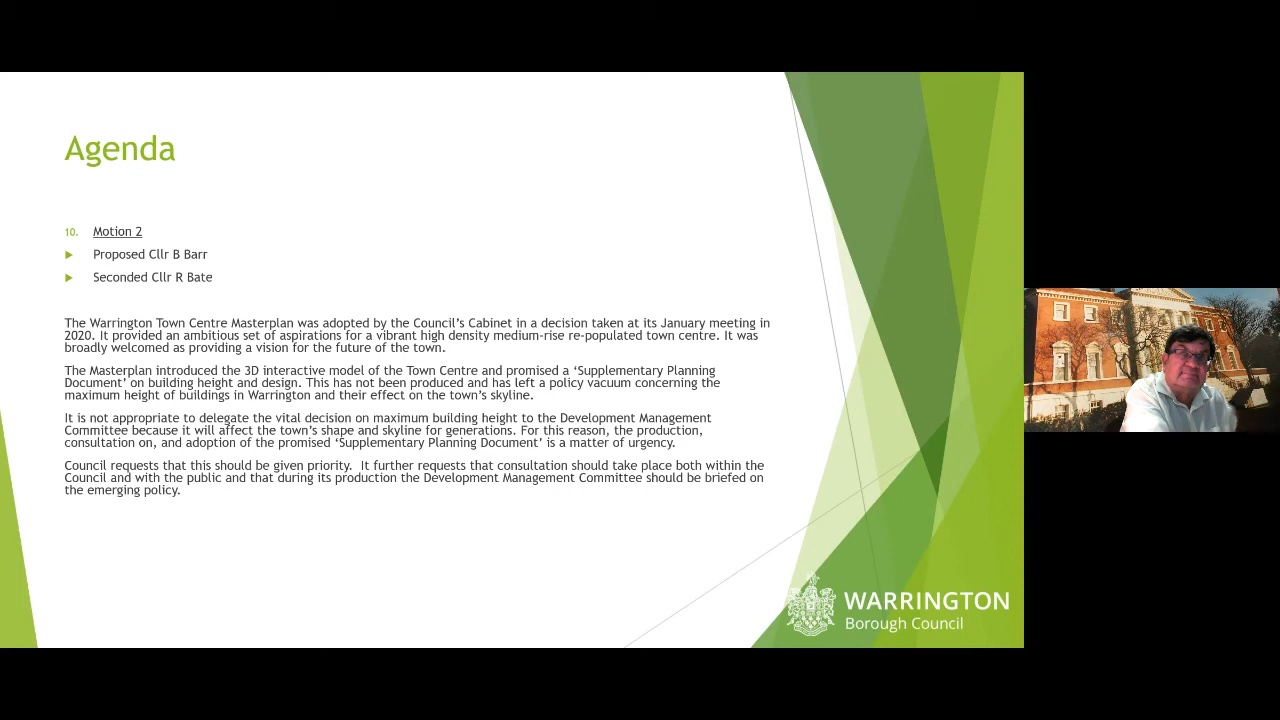 Agenda
10. Motion 2
Proposed Cllr B Barr
Seconded Cllr R Bate
The Warrington Town Centre Masterplan was adopted by the Council's Cabinet in a decision taken at its January meeting in
2020. It provided an ambitious set of aspirations for a vibrant high density medium-rise re-populated town centre. It was
broadly welcomed as providing a vision for the future of the town.
The Masterplan introduced the 3D interactive model of the Town Centre and promised a 'Supplementary Planning
Document' on building height and design. This has not been produced and has left a policy vacuum concerning the
maximum height of buildings in Warrington and their effect on the town's skyline.
It is not appropriate to delegate the vital decision on maximum building height to the Development Management
Committee because it will affect the town's shape and skyline for generations. For this reason, the production,
consultation on, and adoption of the promised 'Supplementary Planning Document' is a matter of urgency.
Council requests that this should be given priority.  It further requests that consultation should take place both within the
Council and with the public and that during its production the Development Management Committee should be briefed on
the emerging policy.
WARRINGTON
Borough Council